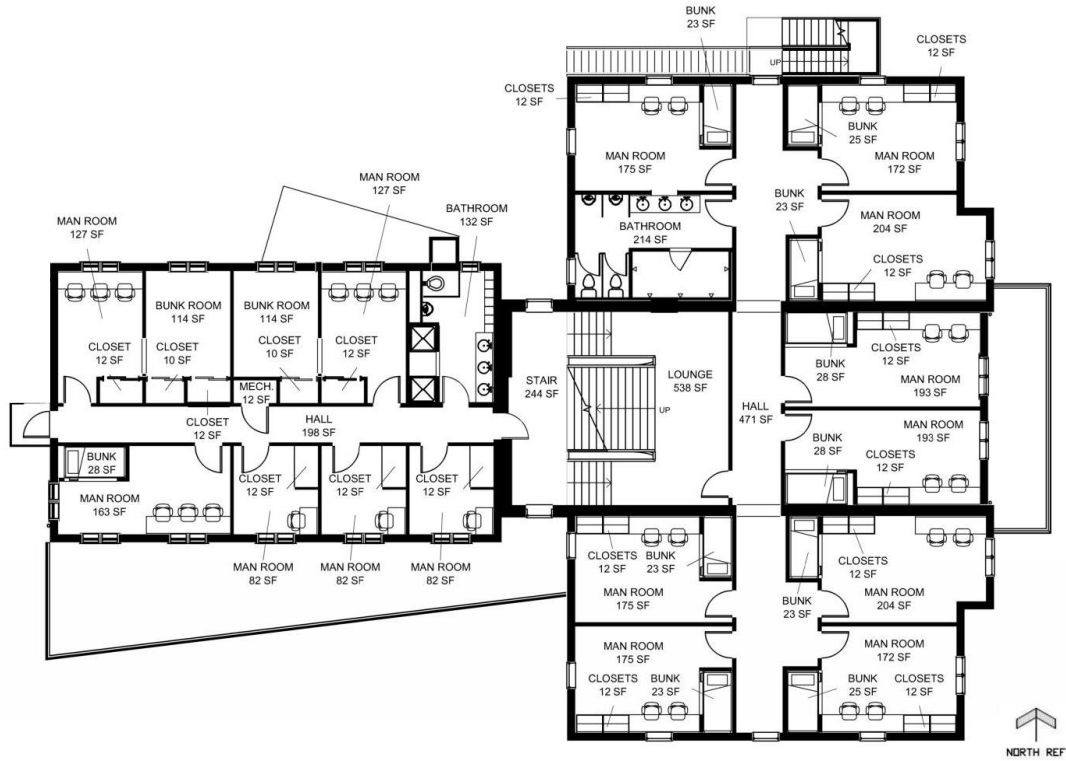 BUNK
23 SF
UP
CLOSETS
12 SF
CLOSETS
12 SF
BUNK
25 SF
MAN ROOM
175 SF
MAN ROOM
172 SF
MAN ROOM
127 SF
BUNK
23 SF
MAN ROOM
127 SF
BATHROOM
132 SF
BATHROOM
214 SF
MAN ROOM
204 SF
CLOSETS
12 SF
BUNK ROOM
114 SF
BUNK ROOM
114 SF
CLOSET
12 SF
CLOSET
10 SF
CLOSET
10 SF
CLOSET
12 SF
MECH.
12 SF
CLOSET
12 SF
HALL
198 SF
STAIR
244 SF
LOUNGE
538 SF
UP
HALL
471 SF
BUNK
28 SF
CLOSETS
12 SF
MAN ROOM
193 SF
MAN ROOM
193 SF
BUNK
28 SF
CLOSETS
12 SF
BUNK
28 SF
MAN ROOM
163 SF
CLOSET
12 SF
CLOSET
12 SF
CLOSET
12 SF
MAN ROOM
82 SF
MAN ROOM
82 SF
MAN ROOM
82 SF
CLOSETS
12 SF
BUNK
23 SF
CLOSETS
12 SF
MAN ROOM
175 SF
BUNK
23 SF
MAN ROOM
204 SF
MAN ROOM
175 SF
MAN ROOM
172 SF
CLOSETS
12 SF
BUNK
23 SF
BUNK
25 SF
CLOSETS
12 SF
NORTH REF